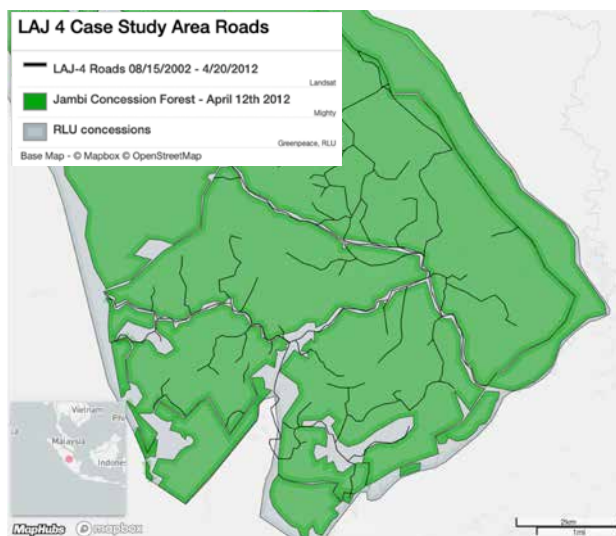 LAJ 4 Case Study Area Roads
LAJ-4 Roads 08/15/2002 - 4/20/2012
Landsat
Jambi Concession Forest - April 12th 2012
Mighty
RLU concessions
Greenpeace, RLU
Base Map - © Mapbox © OpenStreetMap
Vietnam
Malaysia
Indones
MapHubs mapbox
2km
1mi